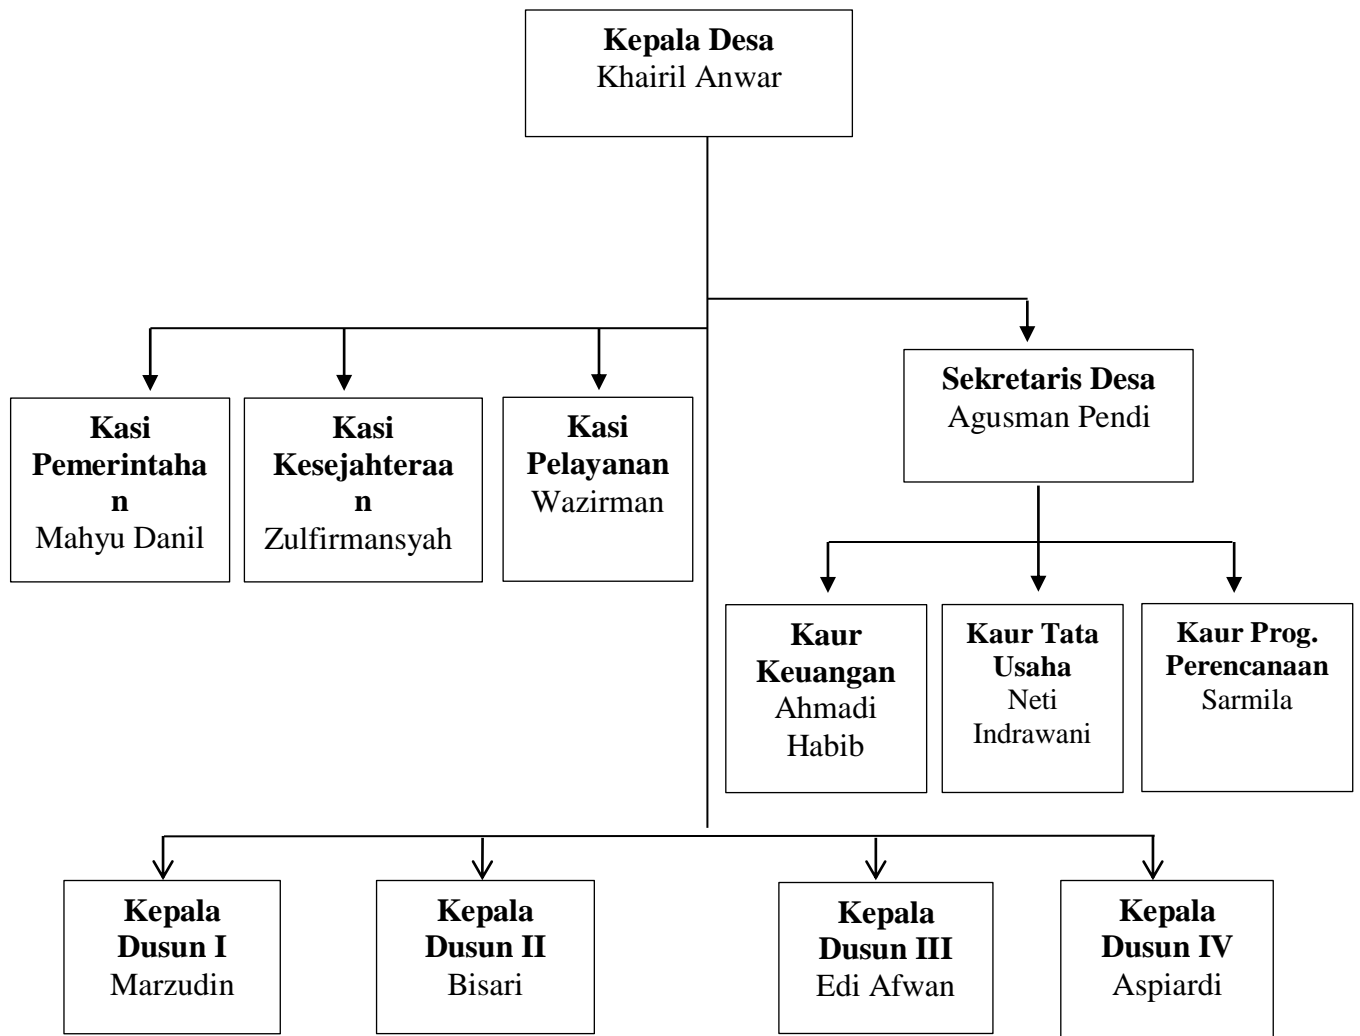 Kepala Desa
Khairil Anwar
Sekretaris Desa
Agusman Pendi
Kasi
Pemerintaha
n
Mahyu Danil
Kasi
Kesejahteraa
n
Zulfirmansyah
Kasi
Pelayanan
Wazirman
Kaur
Keuangan
Ahmadi
Habib
Kaur Tata
Usaha
Neti
Indrawani
Kaur Prog.
Perencanaan
Sarmila
Kepala
Dusun I
Marzudin
Kepala
Dusun II
Bisari
Kepala
Dusun III
Edi Afwan
Kepala
Dusun IV
Aspiardi